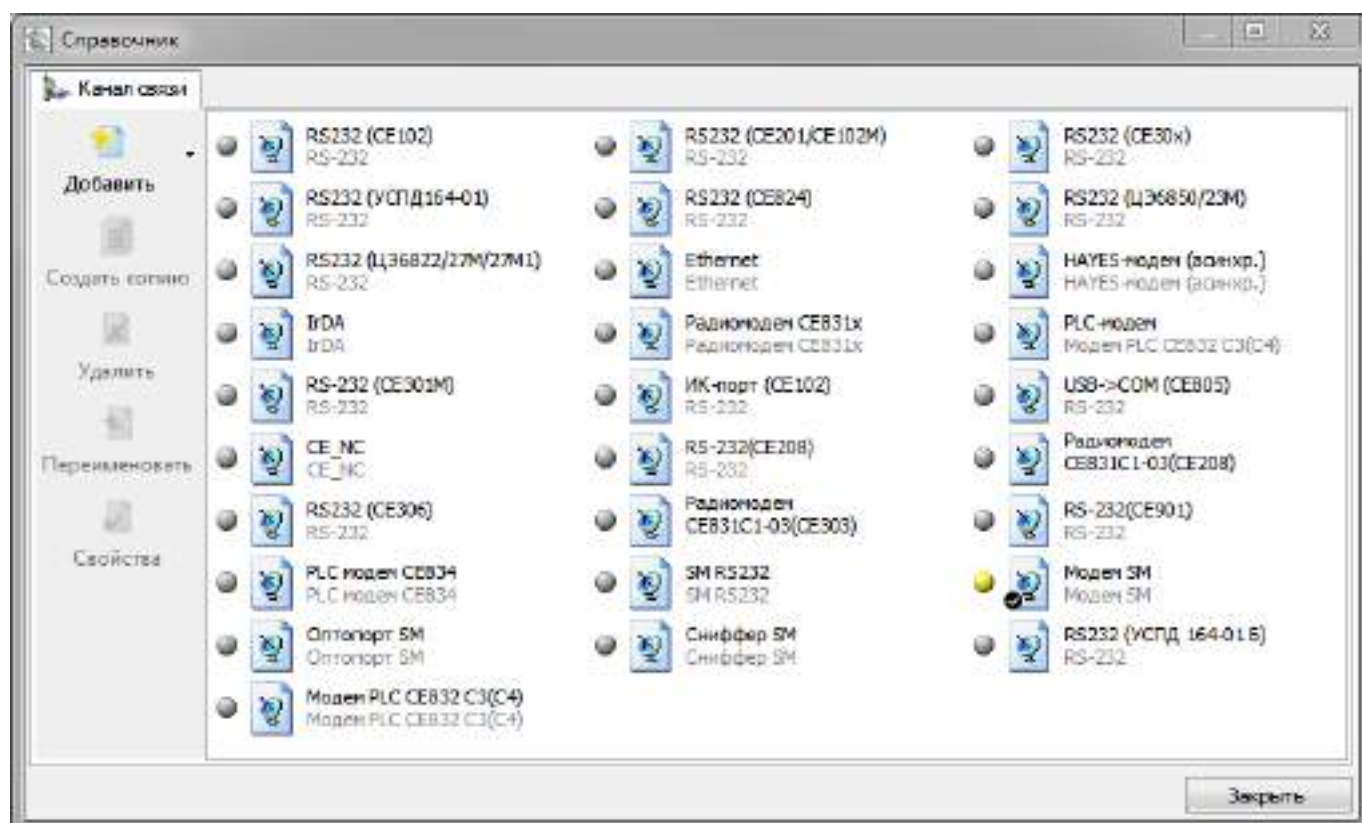 Справочник
Канал связи
Добавить
Создать копию
Удалить
Переименовать
Свойства
RS232 (CE102)
RS-232
RS232 (CE201/CE102M)
RS-232
RS232 (CE30x)
RS-232
RS232 (УСПД164-01)
RS-232
RS232 (CE824)
RS-232
RS232 (ЦЭ6850/23М)
RS-232
RS232 (ЦЭ6822/27М/27М1)
RS-232
Ethernet
Ethernet
HAYES-модем (асинхр.)
HAYES-модем (асинхр.)
IrDA
IrDA
Радиомодем CE831x
Радиомодем CE831x
PLC-модем
Модем PLC CE832 C3(C4)
RS-232 (CE301M)
RS-232
ИК-порт (CE102)
RS-232
USB->COM (CE805)
RS-232
CE_NC
CE_NC
RS-232(CE208)
RS-232
Радиомодем
CE831C1-03(CE208)
RS232 (CE306)
RS-232
Радиомодем
CE831C1-03(CE303)
RS-232(CE901)
RS-232
PLC модем CE834
PLC модем CE834
SM RS232
SM RS232
Модем SM
Модем SM
Оптопорт SM
Оптопорт SM
Сниффер SM
Сниффер SM
RS232 (УСПД 164-01 Б)
RS-232
Модем PLC CE832 C3(C4)
Модем PLC CE832 C3(C4)
Закрыть